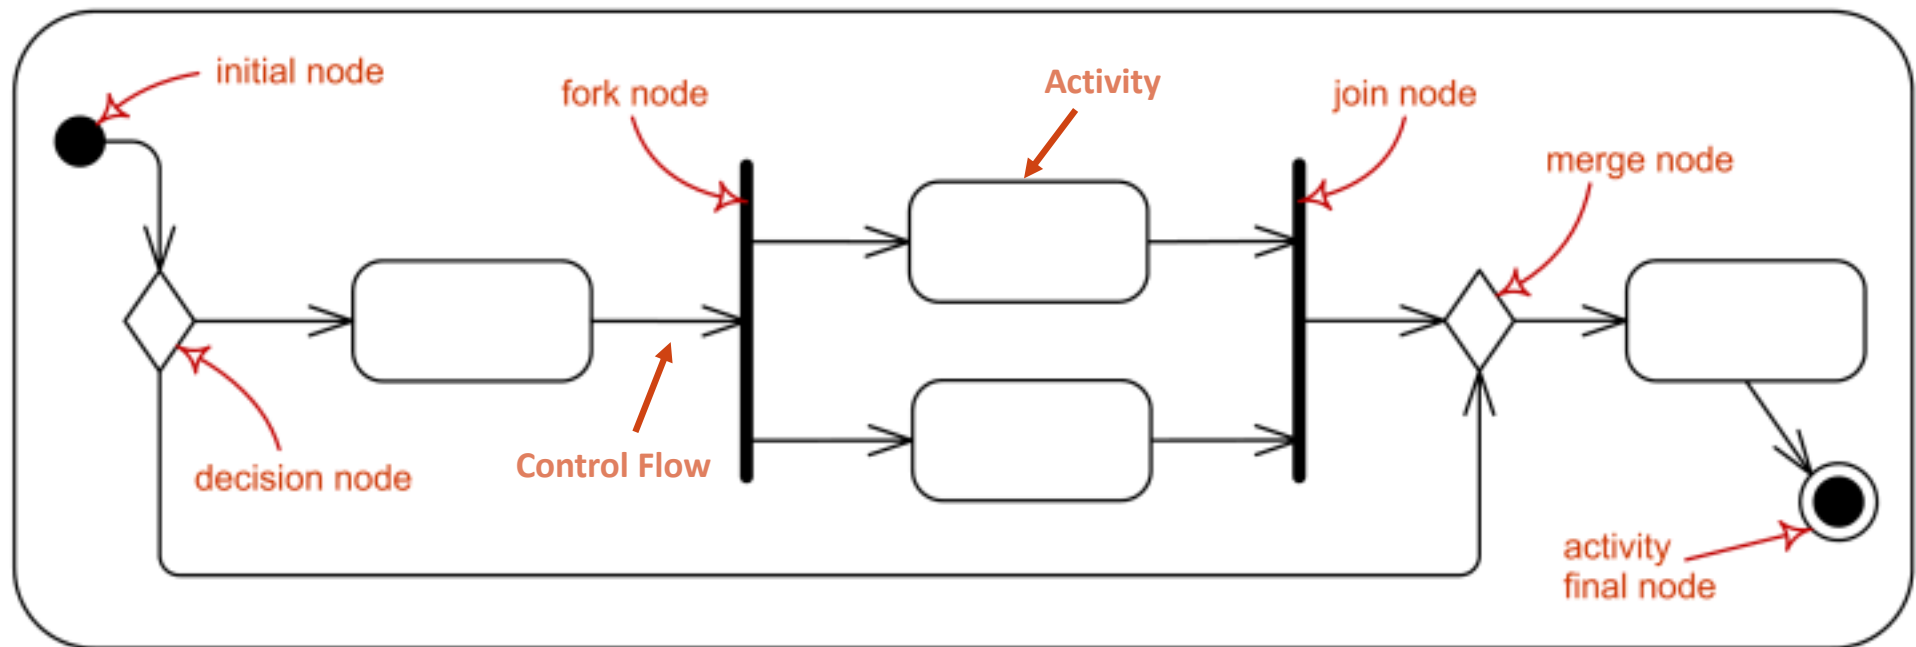 initial node
fork node
Activity
join node
merge node
decision node
Control Flow
activity
final node